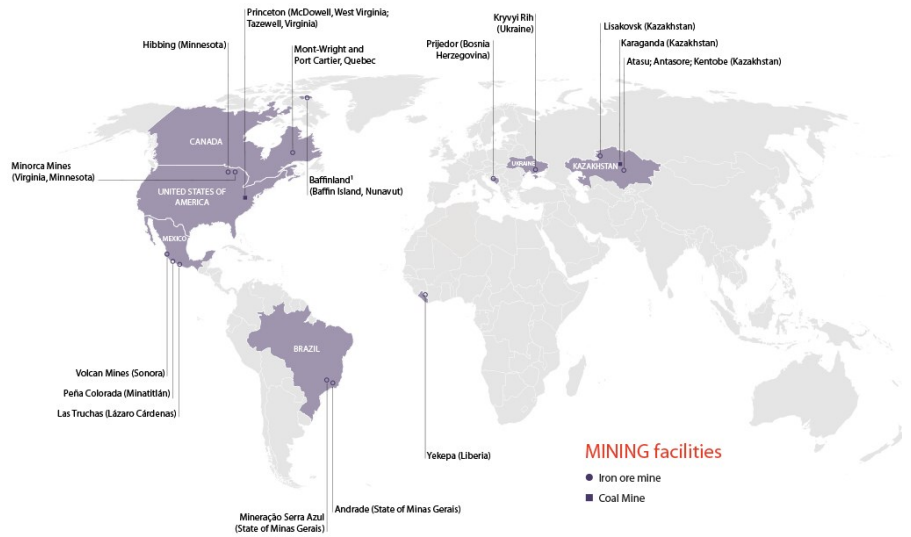 Princeton (McDowell, West Virginia;
Tazewell, Virginia)
Kryvyi Rih
(Ukraine)
Lisakovsk (Kazakhstan)
Hibbing (Minnesota)
Mont-Wright and
Port Cartier, Quebec
Prijedor (Bosnia
Herzegovina)
Karaganda (Kazakhstan)
Atasu; Antasore; Kentobe (Kazakhstan)
CANADA
Minorca Mines
(Virginia, Minnesota)
UKRAINE
KAZAKHSTAN
Baffinland¹
(Baffin Island, Nunavut)
UNITED STATES OF
AMERICA
MEXICO
BRAZIL
Volcan Mines (Sonora)
Peña Colorada (Minatitlán)
Las Truchas (Lázaro Cárdenas)
Yekepa (Liberia)
MINING facilities
Iron ore mine
Coal Mine
Andrade (State of Minas Gerais)
Mineração Serra Azul
(State of Minas Gerais)